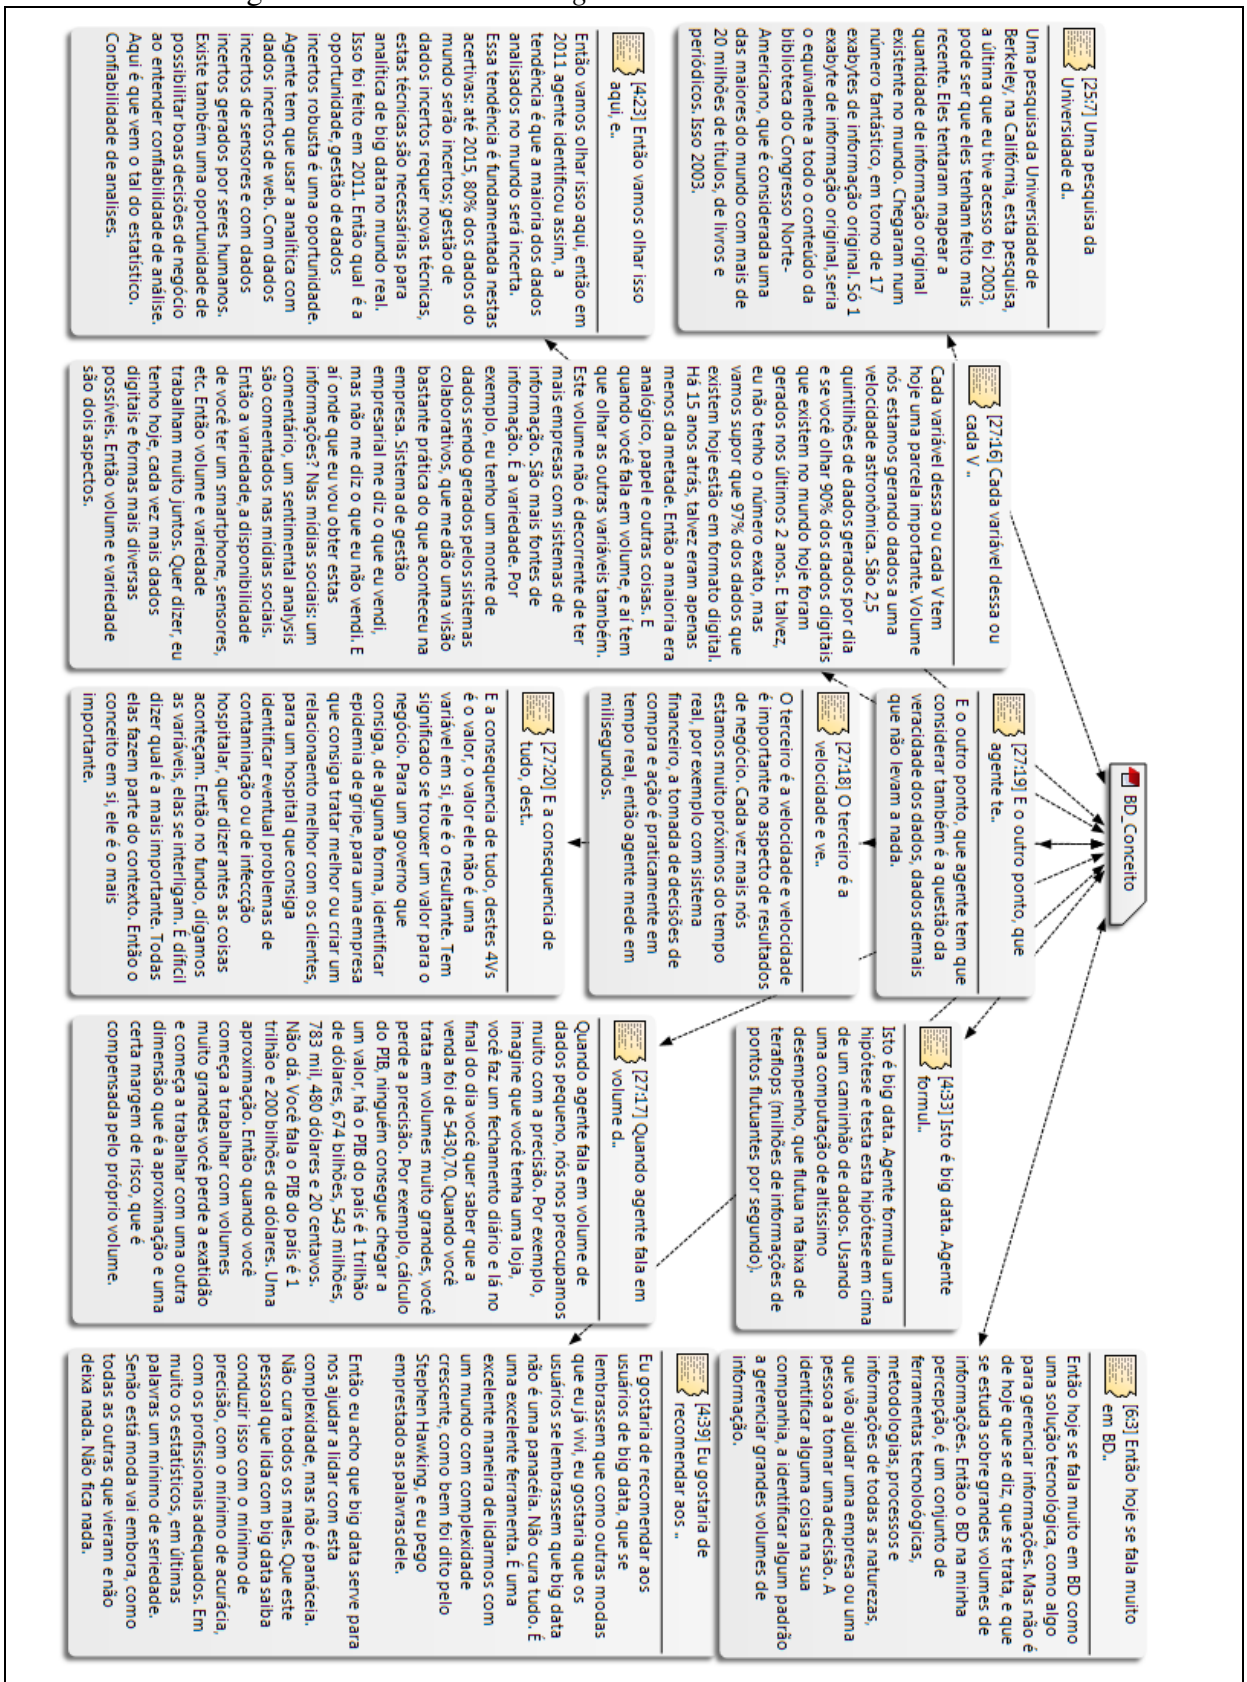 BD_Conceito
[25:7] Uma pesquisa da
Universidade d..
Uma pesquisa da Universidade de
Berkeley, na Califórnia, esta pesquisa,
a última que eu tive acesso foi 2003,
pode ser que eles tenham feito mais
recente. Eles tentaram mapear a
quantidade de informação original
existente no mundo. Chegaram num
número fantástico, em torno de 17
exabytes de informação original. Só 1
exabyte de informação original, seria
o equivalente a todo o conteúdo da
biblioteca do Congresso Norte-
Americano, que é considerada uma
das maiores do mundo com mais de
20 milhões de títulos, de livros e
periódicos. Isso 2003.
[4:23] Então vamos olhar isso
aqui, e..
Então vamos olhar isso aqui, então em
2011 agente identificou assim, a
tendência é que a maioria dos dados
analisados no mundo será incerta.
Essa tendência é fundamentada nestas
acertivas: até 2015, 80% dos dados do
mundo serão incertos; gestão de
dados incertos requer novas técnicas,
estas técnicas são necessárias para
analítica de big data no mundo real.
Isso foi feito em 2011. Então qual é a
oportunidade, gestão de dados
incertos robusta é uma oportunidade.
Agente tem que usar a analítica com
dados incertos de web. Com dados
incertos de sensores e com dados
incertos gerados por seres humanos.
Existe também uma oportunidade de
possibilitar boas decisões de negócio
ao entender confiabilidade de análise.
Aqui é que vem o tal do estatístico.
Confiabilidade de analises.
[27:16] Cada variável dessa ou
cada V ..
Cada variável dessa ou cada V tem
hoje uma parcela importante. Volume
nós estamos gerando dados a uma
velocidade astronômica. São 2,5
quintilhões de dados gerados por dia
e se você olhar 90% dos dados digitais
que existem no mundo hoje foram
gerados nos últimos 2 anos. E talvez,
eu não tenho o número exato, mas
vamos supor que 97% dos dados que
existem hoje estão em formato digital.
Há 15 anos atrás, talvez eram apenas
menos da metade. Então a maioria era
analógico, papel e outras coisas. E
quando você fala em volume, e aí tem
que olhar as outras variáveis também.
Este volume não é decorrente de ter
mais empresas com sistemas de
informação. São mais fontes de
informação. É a variedade. Por
exemplo, eu tenho um monte de
dados sendo gerados pelos sistemas
colaborativos, que me dão uma visão
bastante prática do que aconteceu na
empresa. Sistema de gestão
empresarial me diz o que eu vendi,
mas não me diz o que eu não vendi. E
aí onde que eu vou obter estas
informações? Nas mídias sociais: um
comentário, um sentimental analysis
são comentados nas mídias sociais.
Então a variedade, a disponibilidade
de você ter um smartphone, sensores,
etc. Então volume e variedade
trabalham muito juntos. Quer dizer, eu
tenho hoje, cada vez mais dados
digitais e formas mais diversas
possíveis. Então volume e variedade
são dois aspectos.
[27:19] E o outro ponto, que
agente te..
E o outro ponto, que agente tem que
considerar também é a questão da
veracidade dos dados, dados demais
que não levam a nada.
[27:18] O terceiro é a
velocidade e ve..
O terceiro é a velocidade e velocidade
é importante no aspecto de resultados
de negócio. Cada vez mais nós
estamos muito próximos do tempo
real, por exemplo com sistema
financeiro, a tomada de decisões de
compra e ação é praticamente em
tempo real, então agente mede em
milisegundos.
[27:20] E a consequencia de
tudo, dest..
E a consequencia de tudo, destes 4Vs
é o valor, o valor ele não é uma
variável em si, ele é o resultante. Tem
significado se trouxer um valor para o
negócio. Para um governo que
consiga, de alguma forma, identificar
epidemia de gripe, para uma empresa
que consiga tratar melhor ou criar um
relacionaento melhor com os clientes,
para um hospital que consiga
identificar eventual problemas de
contaminação ou de infecção
hospitalar, quer dizer antes as coisas
aconteçam. Então no fundo, digamos
as variáveis, elas se interligam. É difícil
dizer qual é a mais importante. Todas
elas fazem parte do contexto. Então o
conceito em si, ele é o mais
importante.
[4:33] Isto é big data. Agente
formul..
Isto é big data. Agente formula uma
hipótese e testa esta hipótese em cima
de um caminhão de dados. Usando
uma computação de altíssimo
desempenho, que flutua na faixa de
teraflops (milhões de informações de
pontos flutuantes por segundo).
[27:17] Quando agente fala em
volume d..
Quando agente fala em volume de
dados pequeno, nós nos preocupamos
muito com a precisão. Por exemplo,
imagine que você tenha uma loja,
você faz um fechamento diário e lá no
final do dia você quer saber que a
venda foi de 5430,70. Quando você
trata em volumes muito grandes, você
perde a precisão. Por exemplo, cálculo
do PIB, ninguém consegue chegar a
um valor, há o PIB do país é 1 trilhão
de dólares, 674 bilhões, 543 milhões,
783 mil, 480 dólares e 20 centavos.
Não dá. Você fala o PIB do país é 1
trilhão e 200 bilhões de dólares. Uma
aproximação. Então quando você
começa a trabalhar com volumes
muito grandes você perde a exatidão
e começa a trabalhar com uma outra
dimensão que é a aproximação e uma
certa margem de risco, que é
compensada pelo próprio volume.
[6:3] Então hoje se fala muito
em BD..
Então hoje se fala muito em BD como
uma solução tecnológica, como algo
para gerenciar informações. Mas não é
de hoje que se diz, que se trata, e que
se estuda sobre grandes volumes de
informações. Então o BD na minha
percepção, é um conjunto de
ferramentas tecnoloógicas,
metodologias, processos e
informações de todas as naturezas,
que vão ajudar uma empresa ou uma
pessoa a tomar uma decisão. A
identificar alguma coisa na sua
companhia, a identificar algum padrão
a gerenciar grandes volumes de
informação.
[4:39] Eu gostaria de
recomendar aos ..
Eu gostaria de recomendar aos
usuários de big data, que se
lembrassem que como outras modas
que eu já vivi, eu gostaria que os
usuários se lembrassem que big data
não é uma panacéia. Não cura tudo. É
uma excelente ferramenta. É uma
excelente maneira de lidarmos com
um mundo com complexidade
crescente, como bem foi dito pelo
Stephen Hawking, e eu pego
emprestado as palavras dele.
Então eu acho que big data serve para
nos ajudar a lidar com esta
complexidade, mas não é panáceia.
Não cura todos os males. Que este
pessoal que lida com big data saiba
conduzir isso com o mínimo de
precisão, com o mínimo de acurácia,
com os profissionais adequados. Em
muito os estatísticos, em últimas
palavras um mínimo de seriedade.
Senão está moda vai embora, como
todas as outras que vieram e não
deixa nada. Não fica nada.